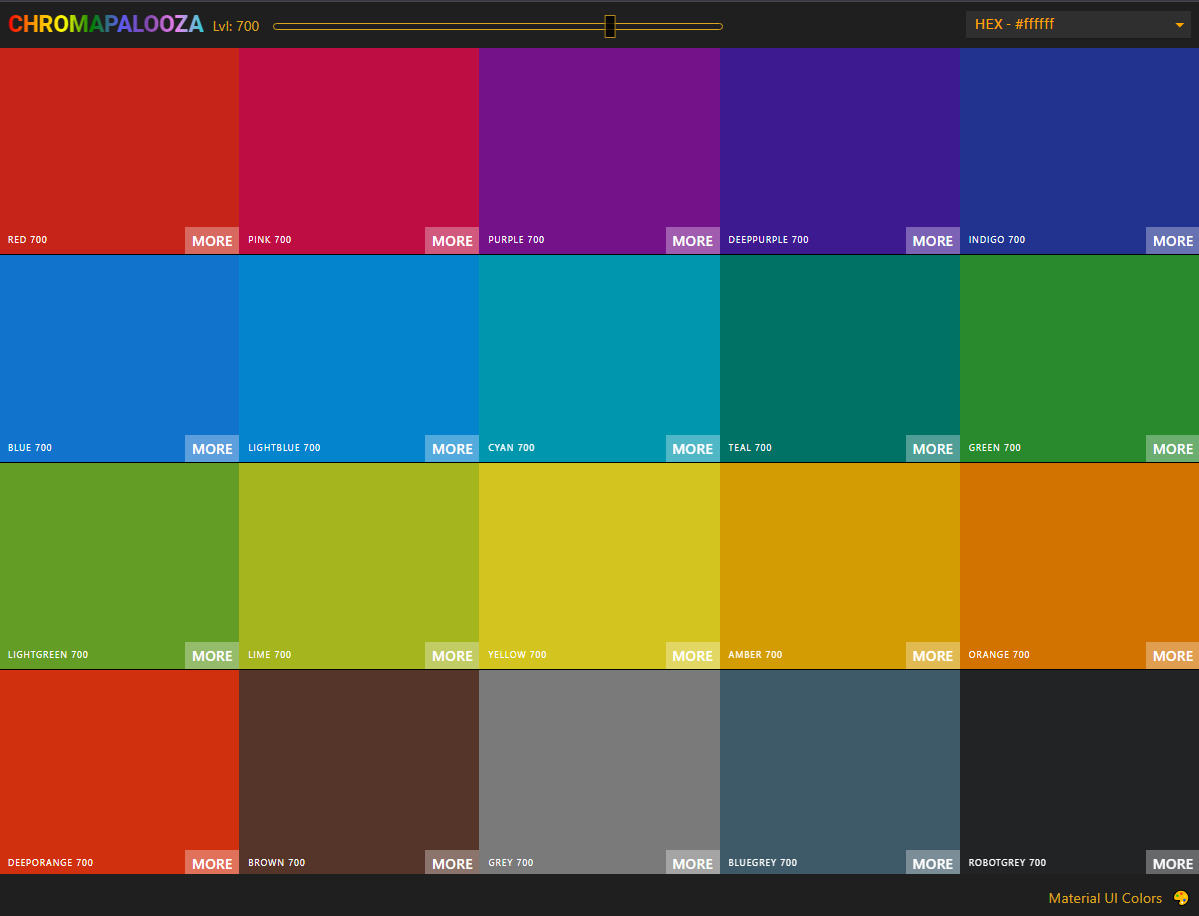 CHROMAPALOOZA Lvl: 700 HEX - #ffffff
RED 700 MORE PINK 700 MORE PURPLE 700 MORE DEEPPURPLE 700 MORE INDIGO 700 MORE
BLUE 700 MORE LIGHTBLUE 700 MORE CYAN 700 MORE TEAL 700 MORE GREEN 700 MORE
LIGHTGREEN 700 MORE LIME 700 MORE YELLOW 700 MORE AMBER 700 MORE ORANGE 700 MORE
DEEPORANGE 700 MORE BROWN 700 MORE GREY 700 MORE BLUEGREY 700 MORE ROBOTGREY 700 MORE
Material UI Colors